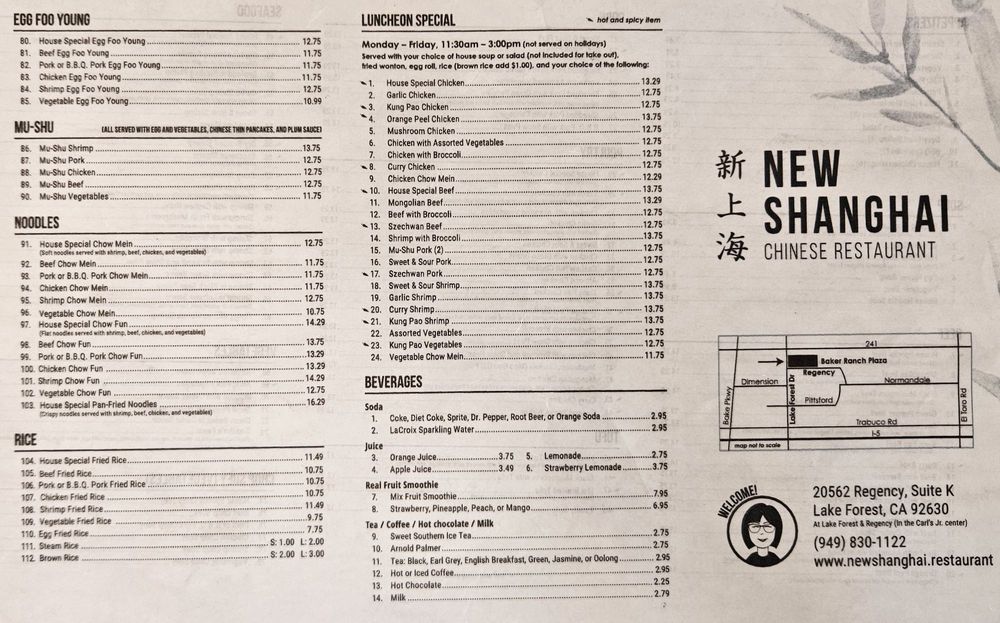 EGG FOO YOUNG
80. House Special Egg Foo Young 12.75
81. Beef Egg Foo Young 11.75
82. Pork or B.B.Q. Pork Egg Foo Young 11.75
83. Chicken Egg Foo Young 11.75
84. Shrimp Egg Foo Young 12.75
85. Vegetable Egg Foo Young 10.99
MU-SHU (ALL SERVED WITH EGG AND VEGETABLES, CHINESE THIN PANCAKES, AND PLUM SAUCE)
86. Mu-Shu Shrimp 13.75
87. Mu-Shu Pork 12.75
88. Mu-Shu Chicken 12.75
89. Mu-Shu Beef 12.75
90. Mu-Shu Vegetables 11.75
NOODLES
91. House Special Chow Mein 12.75
(Soft noodles served with shrimp, beef, chicken, and vegetables)
92. Beef Chow Mein 11.75
93. Pork or B.B.Q. Pork Chow Mein 11.75
94. Chicken Chow Mein 11.75
95. Shrimp Chow Mein 12.75
96. Vegetable Chow Mein 10.75
97. House Special Chow Fun 14.29
(Flat noodles served with shrimp, beef, chicken, and vegetables)
98. Beef Chow Fun 13.75
99. Pork or B.B.Q. Pork Chow Fun 13.29
100. Chicken Chow Fun 13.29
101. Shrimp Chow Fun 14.29
102. Vegetable Chow Fun 12.75
103. House Special Pan-Fried Noodles 16.29
(Crispy noodles served with shrimp, beef, chicken, and vegetables)
RICE
104. House Special Fried Rice 11.49
105. Beef Fried Rice 10.75
106. Pork or B.B.Q. Pork Fried Rice 10.75
107. Chicken Fried Rice 10.75
108. Shrimp Fried Rice 11.49
109. Vegetable Fried Rice 9.75
110. Egg Fried Rice 7.75
111. Steam Rice S: 1.00 L: 2.00
112. Brown Rice S: 2.00 L: 3.00
LUNCHEON SPECIAL hot and spicy item
Monday – Friday, 11:30am – 3:00pm (not served on holidays)
Served with your choice of house soup or salad (not included for take out),
fried wonton, egg roll, rice (brown rice add $1.00), and your choice of the following:
1. House Special Chicken 13.29
2. Garlic Chicken 12.75
3. Kung Pao Chicken 12.75
4. Orange Peel Chicken 13.75
5. Mushroom Chicken 12.75
6. Chicken with Assorted Vegetables 12.75
7. Chicken with Broccoli 12.75
8. Curry Chicken 12.75
9. Chicken Chow Mein 12.29
10. House Special Beef 13.75
11. Mongolian Beef 13.29
12. Beef with Broccoli 12.75
13. Szechwan Beef 12.75
14. Shrimp with Broccoli 13.75
15. Mu-Shu Pork (2) 12.75
16. Sweet & Sour Pork 12.75
17. Szechwan Pork 12.75
18. Sweet & Sour Shrimp 13.75
19. Garlic Shrimp 13.75
20. Curry Shrimp 13.75
21. Kung Pao Shrimp 13.75
22. Assorted Vegetables 12.75
23. Kung Pao Vegetables 12.75
24. Vegetable Chow Mein 11.75
BEVERAGES
Soda
1. Coke, Diet Coke, Sprite, Dr. Pepper, Root Beer, or Orange Soda 2.95
2. LaCroix Sparkling Water 2.95
Juice
3. Orange Juice 3.75 5. Lemonade 2.75
4. Apple Juice 3.49 6. Strawberry Lemonade 3.75
Real Fruit Smoothie
7. Mix Fruit Smoothie 7.95
8. Strawberry, Pineapple, Peach, or Mango 6.95
Tea / Coffee / Hot chocolate / Milk
9. Sweet Southern Ice Tea 2.75
10. Arnold Palmer 2.75
11. Tea: Black, Earl Grey, English Breakfast, Green, Jasmine, or Oolong 2.95
12. Hot or Iced Coffee 2.95
13. Hot Chocolate 2.25
14. Milk 2.79
2
新上海
NEW
SHANGHAI
CHINESE RESTAURANT
241
Baker Ranch Plaza
Regency
Dimension
Normandale
Pittsford
Bake Pkwy
Lake Forest Dr
El Toro Rd
Trabuco Rd
I-5
map not to scale
WELCOME!
20562 Regency, Suite K
Lake Forest, CA 92630
At Lake Forest & Regency (In the Carl's Jr. center)
(949) 830-1122
www.newshanghai.restaurant